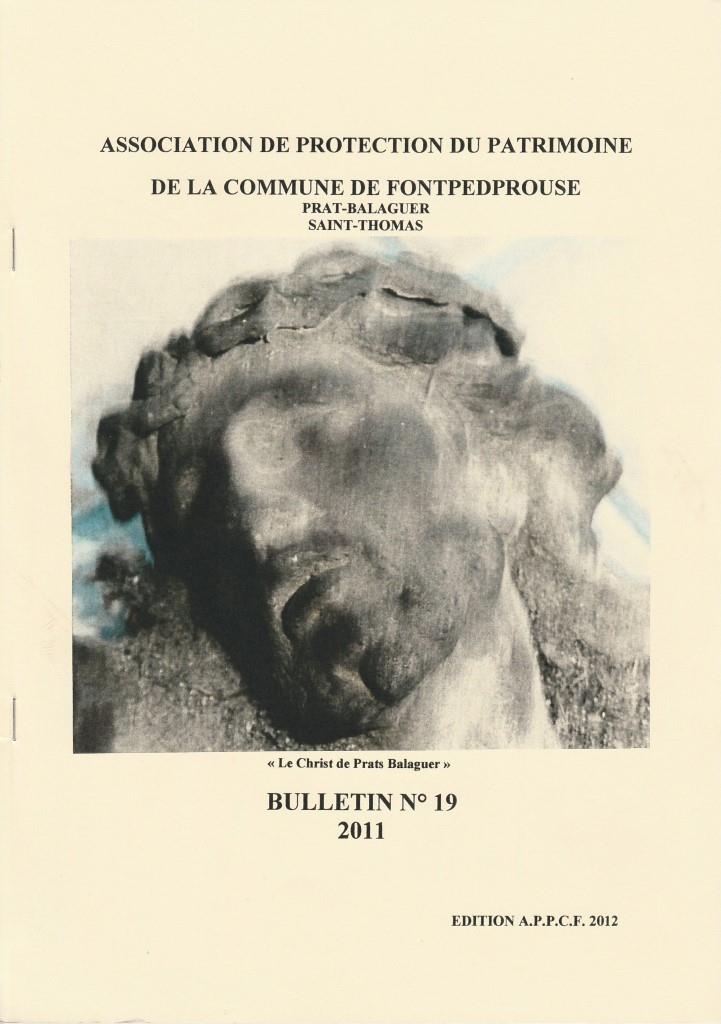 ASSOCIATION DE PROTECTION DU PATRIMOINE
DE LA COMMUNE DE FONTPEDPROUSE
PRAT-BALAGUER
SAINT-THOMAS
« Le Christ de Prats Balaguer »
BULLETIN N° 19
2011
EDITION A.P.P.C.F. 2012